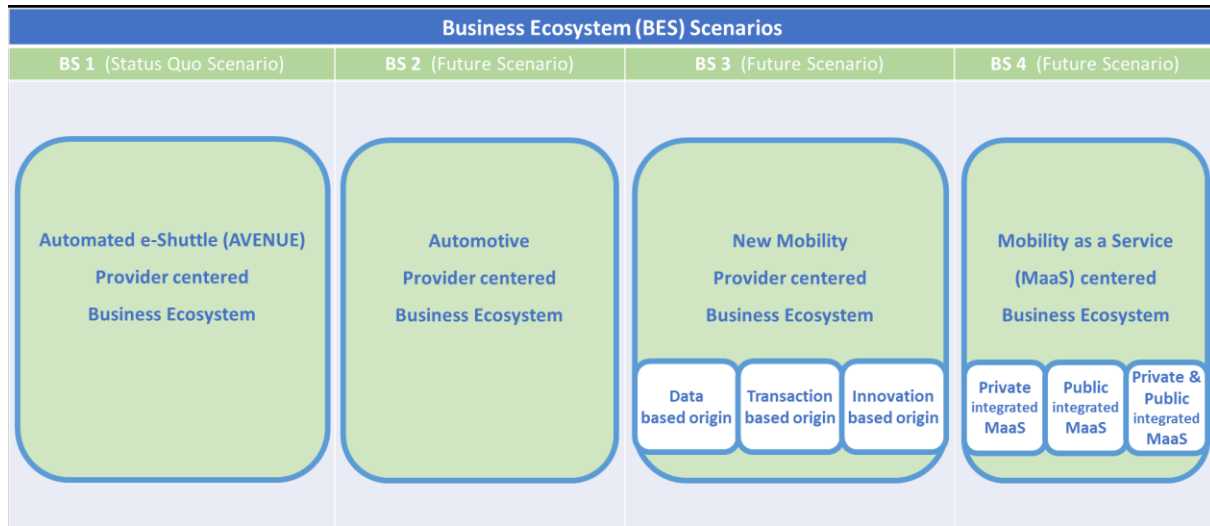 Business Ecosystem (BES) Scenarios
BS 1 (Status Quo Scenario)
BS 2 (Future Scenario)
BS 3 (Future Scenario)
BS 4 (Future Scenario)
Automated e-Shuttle (AVENUE)
Provider centered
Business Ecosystem
Automotive
Provider centered
Business Ecosystem
New Mobility
Provider centered
Business Ecosystem
Data
based origin
Transaction
based origin
Innovation
based origin
Mobility as a Service
(MaaS) centered
Business Ecosystem
Private
integrated
MaaS
Public
integrated
MaaS
Private &
Public
integrated
MaaS